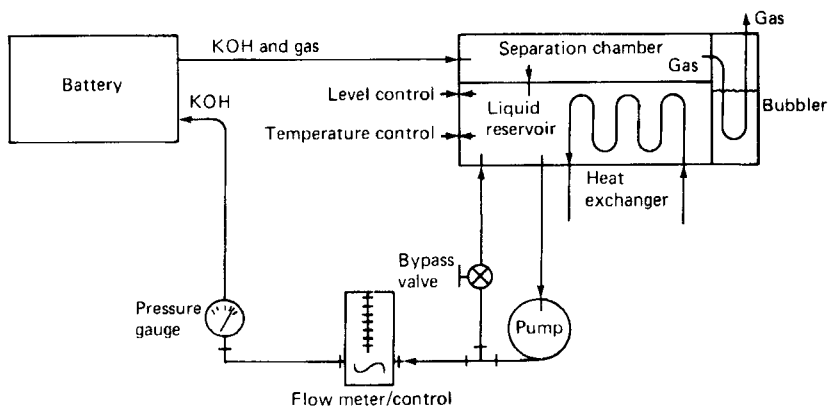 Gas
KOH and gas
Separation chamber
Gas
Battery
KOH
Level control
Liquid
reservoir
Bubbler
Temperature control
Heat
exchanger
Bypass
valve
Pressure
gauge
Pump
Flow meter/control